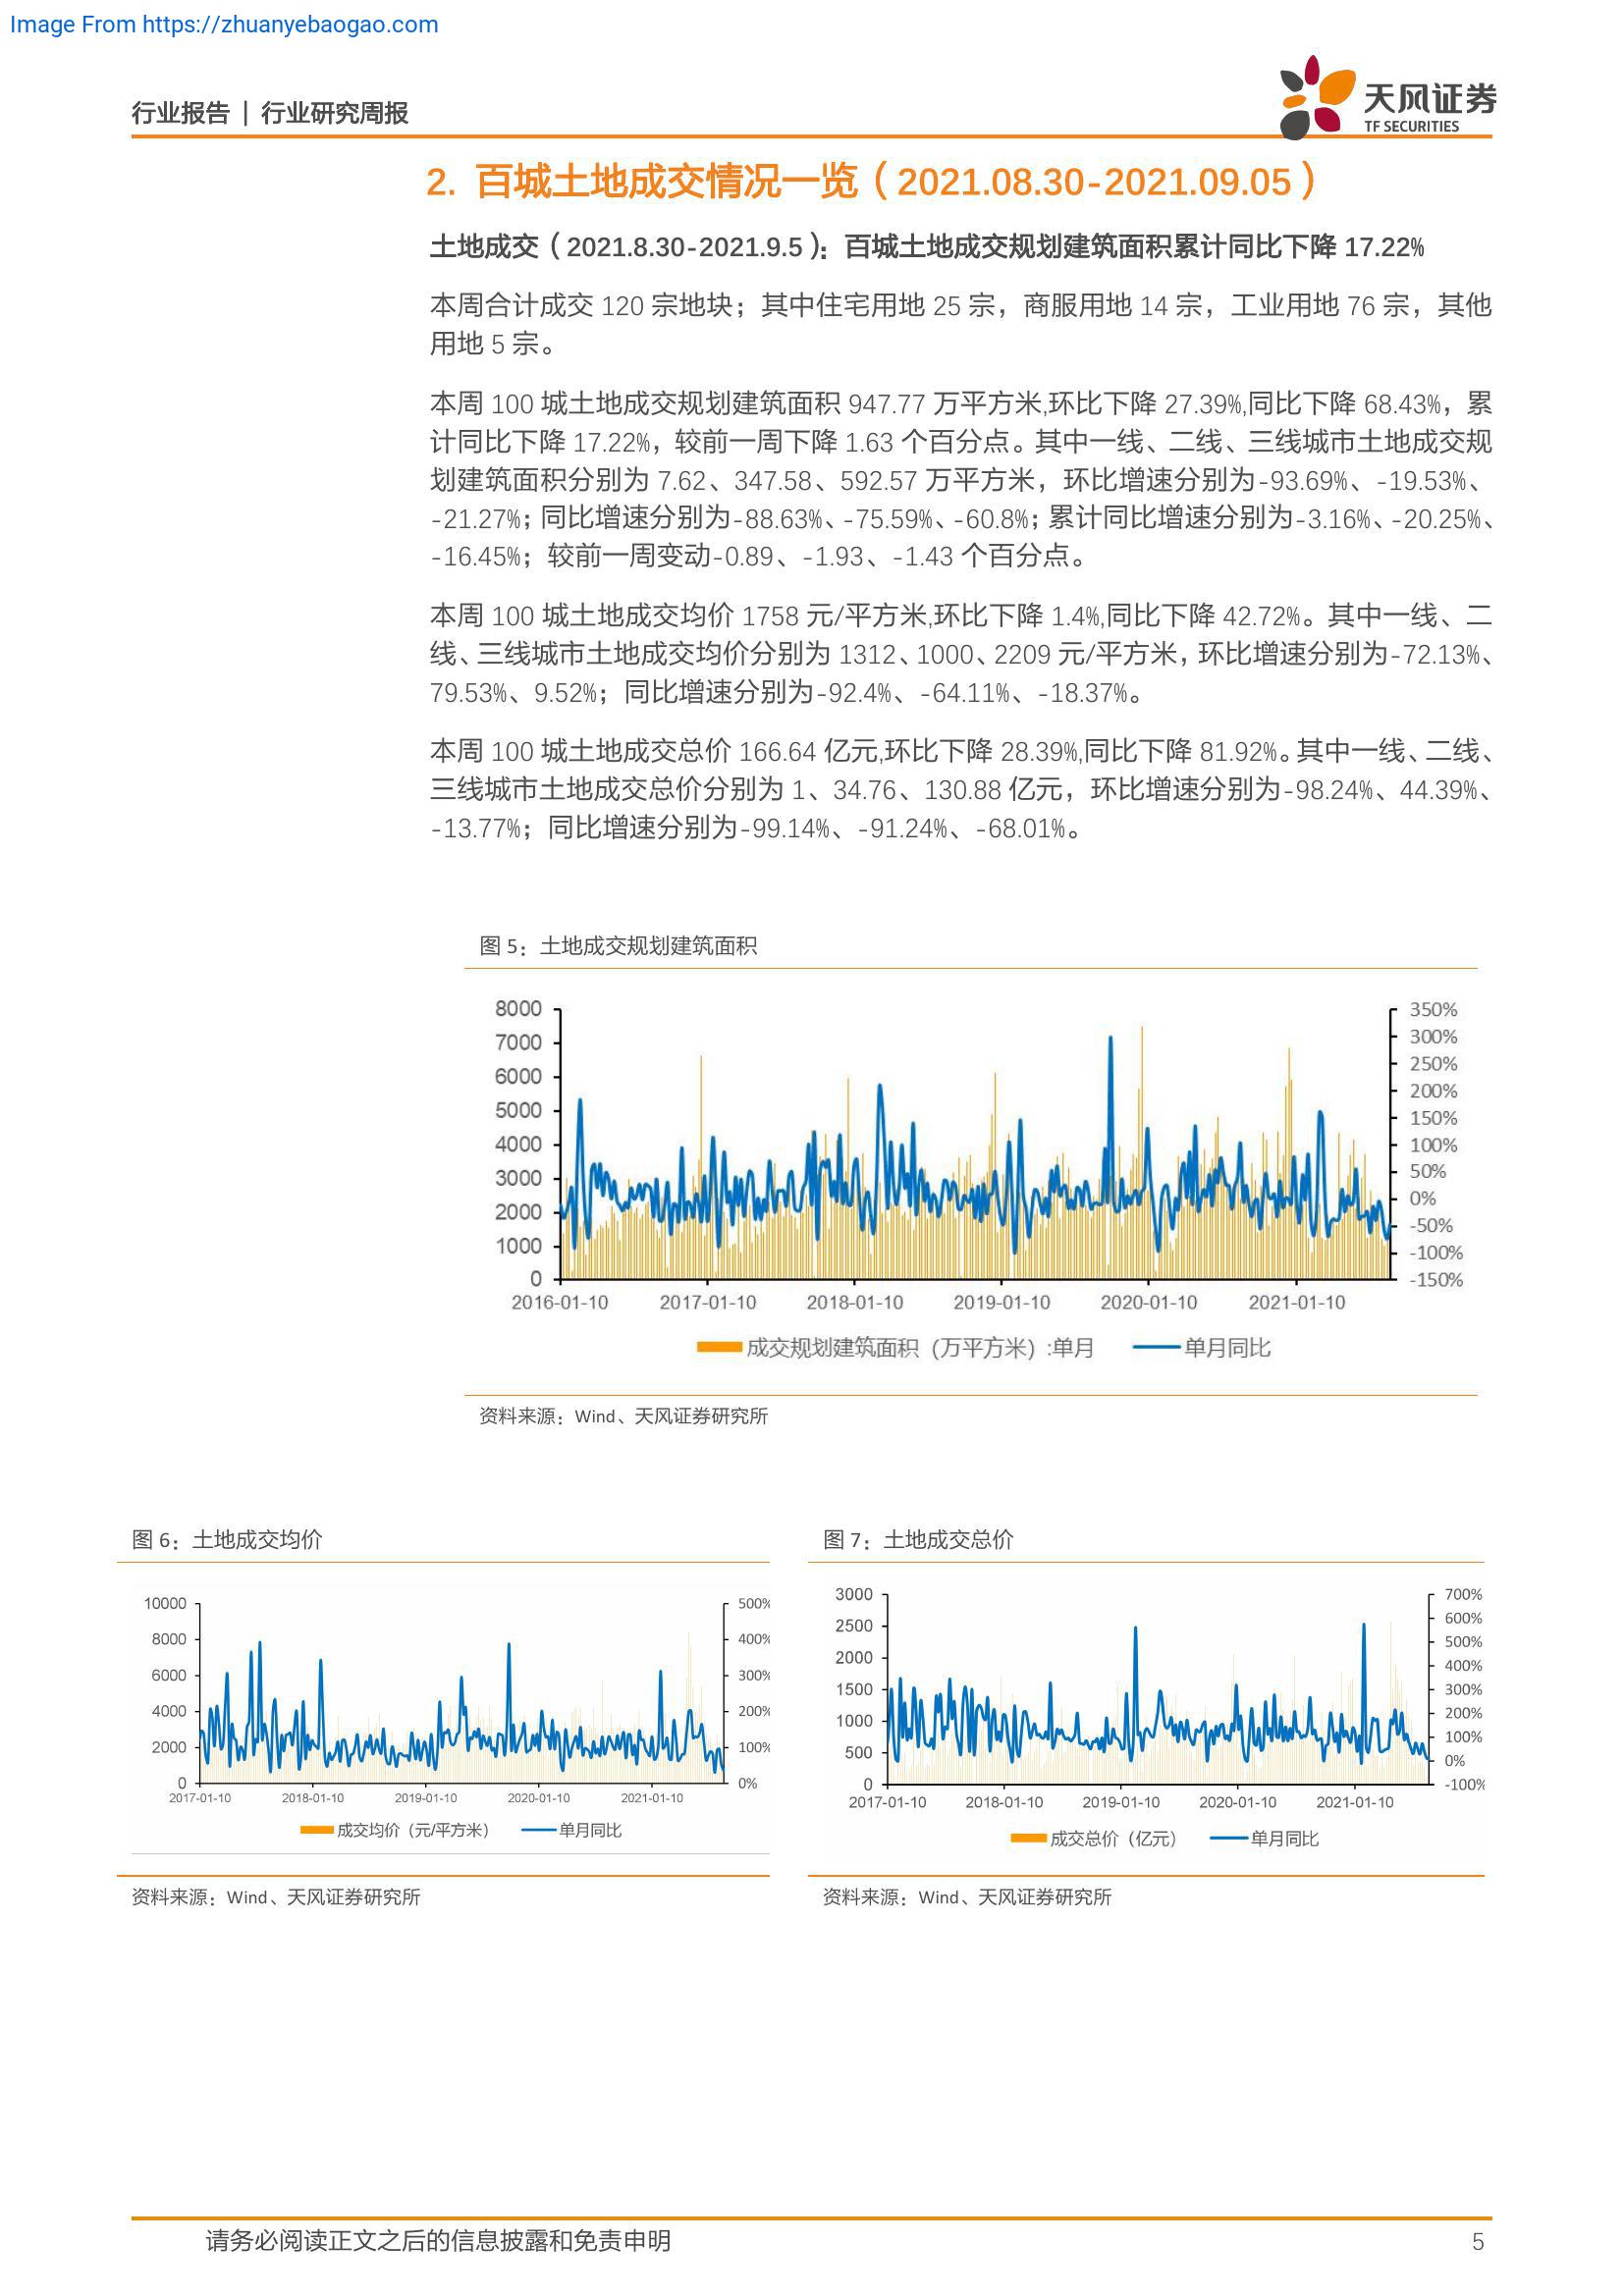 Image From https://zhuanyebaogao.com
行业报告 | 行业研究周报
天风证券
TF SECURITIES
2. 百城土地成交情况一览（2021.08.30-2021.09.05）
土地成交（2021.8.30-2021.9.5）：百城土地成交规划建筑面积累计同比下降 17.22%
本周合计成交 120 宗地块；其中住宅用地 25 宗，商服用地 14 宗，工业用地 76 宗，其他
用地 5 宗。
本周 100 城土地成交规划建筑面积 947.77 万平方米,环比下降 27.39%,同比下降 68.43%，累
计同比下降 17.22%，较前一周下降 1.63 个百分点。其中一线、二线、三线城市土地成交规
划建筑面积分别为 7.62、347.58、592.57 万平方米，环比增速分别为-93.69%、-19.53%、
-21.27%；同比增速分别为-88.63%、-75.59%、-60.8%；累计同比增速分别为-3.16%、-20.25%、
-16.45%；较前一周变动-0.89、-1.93、-1.43 个百分点。
本周 100 城土地成交均价 1758 元/平方米,环比下降 1.4%,同比下降 42.72%。其中一线、二
线、三线城市土地成交均价分别为 1312、1000、2209 元/平方米，环比增速分别为-72.13%、
79.53%、9.52%；同比增速分别为-92.4%、-64.11%、-18.37%。
本周 100 城土地成交总价 166.64 亿元,环比下降 28.39%,同比下降 81.92%。其中一线、二线、
三线城市土地成交总价分别为 1、34.76、130.88 亿元，环比增速分别为-98.24%、44.39%、
-13.77%；同比增速分别为-99.14%、-91.24%、-68.01%。
图 5：土地成交规划建筑面积
8000 350%
7000 300%
6000 250%
5000 200%
4000 150%
3000 100%
2000 50%
1000 0%
0 -50%
-100%
-150%
2016-01-10 2017-01-10 2018-01-10 2019-01-10 2020-01-10 2021-01-10
成交规划建筑面积（万平方米）:单月 单月同比
资料来源：Wind、天风证券研究所
图 6：土地成交均价
10000 500%
8000 400%
6000 300%
4000 200%
2000 100%
0 0%
2017-01-10 2018-01-10 2019-01-10 2020-01-10 2021-01-10
成交均价（元/平方米） 单月同比
资料来源：Wind、天风证券研究所
图 7：土地成交总价
3000 700%
2500 600%
2000 500%
1500 400%
1000 300%
500 200%
0 100%
0%
-100%
2017-01-10 2018-01-10 2019-01-10 2020-01-10 2021-01-10
成交总价（亿元） 单月同比
资料来源：Wind、天风证券研究所
请务必阅读正文之后的信息披露和免责申明 5